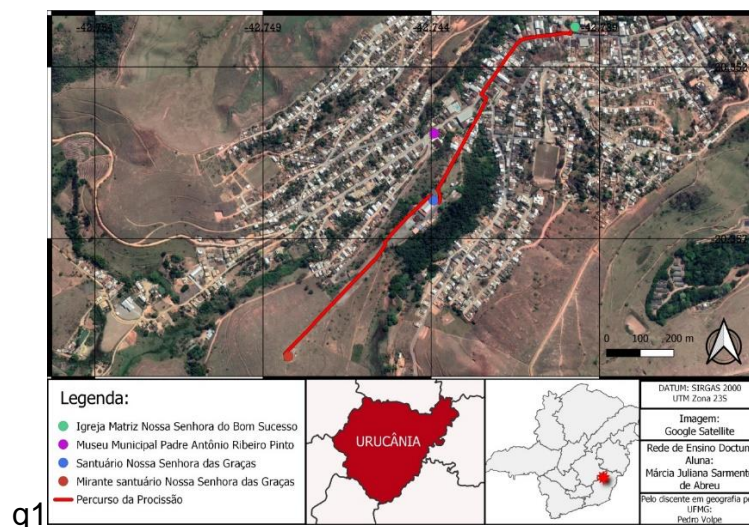 -42.749
-42.744
0 100 200 m
Legenda:
Igreja Matriz Nossa Senhora do Bom Sucesso
Museu Municipal Padre Antônio Ribeiro Pinto
Santuário Nossa Senhora das Graças
Mirante santuário Nossa Senhora das Graças
Percurso da Procissão
URUCÂNIA
DATUM: SIRGAS 2000
UTM Zona 23S
Imagem:
Google Satellite
Rede de Ensino Doctum
Aluna:
Márcia Juliana Sarmento
de Abreu
Pelo discente em geografia pela
UFMG:
Pedro Volpe
g1